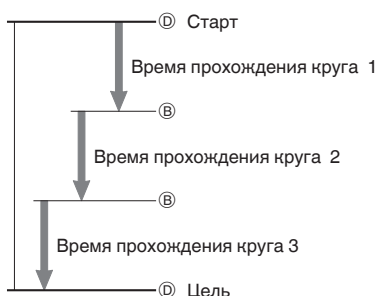 Ⓓ Старт
Время прохождения круга 1
Ⓑ
Время прохождения круга 2
Ⓑ
Время прохождения круга 3
Ⓓ Цель